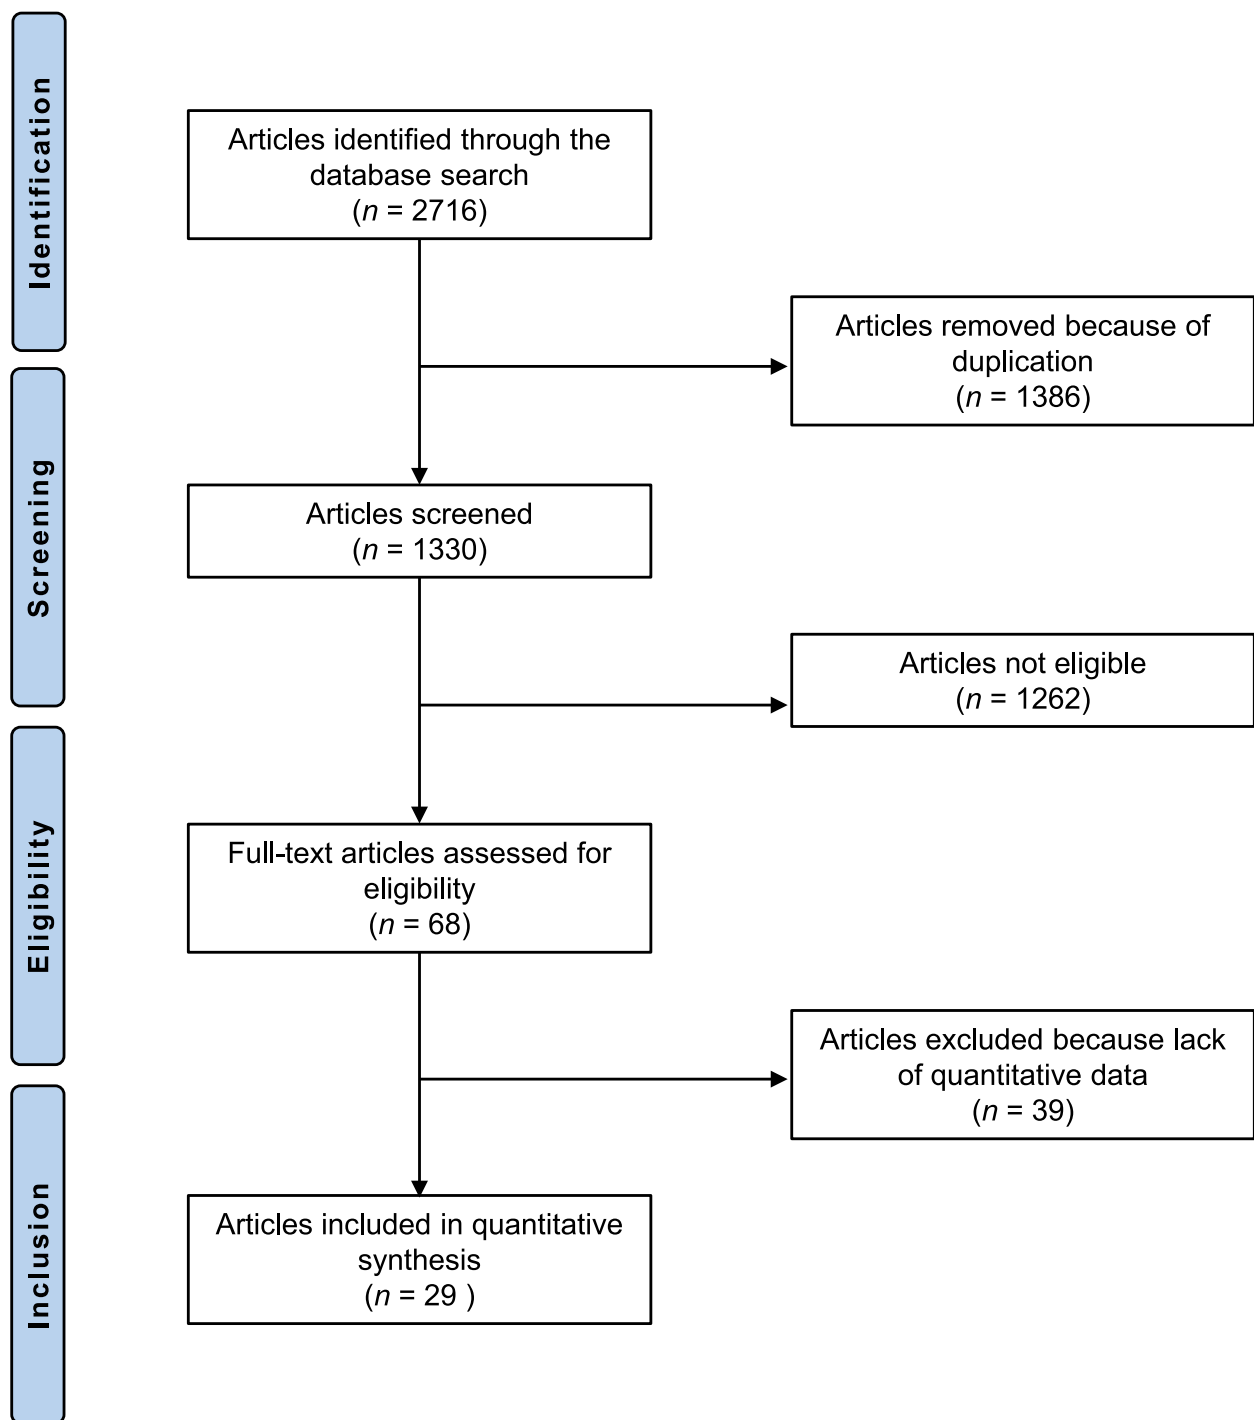 Identification
Articles identified through the
database search
(n = 2716)
Articles removed because of
duplication
(n = 1386)
Screening
Articles screened
(n = 1330)
Articles not eligible
(n = 1262)
Eligibility
Full-text articles assessed for
eligibility
(n = 68)
Articles excluded because lack
of quantitative data
(n = 39)
Inclusion
Articles included in quantitative
synthesis
(n = 29 )